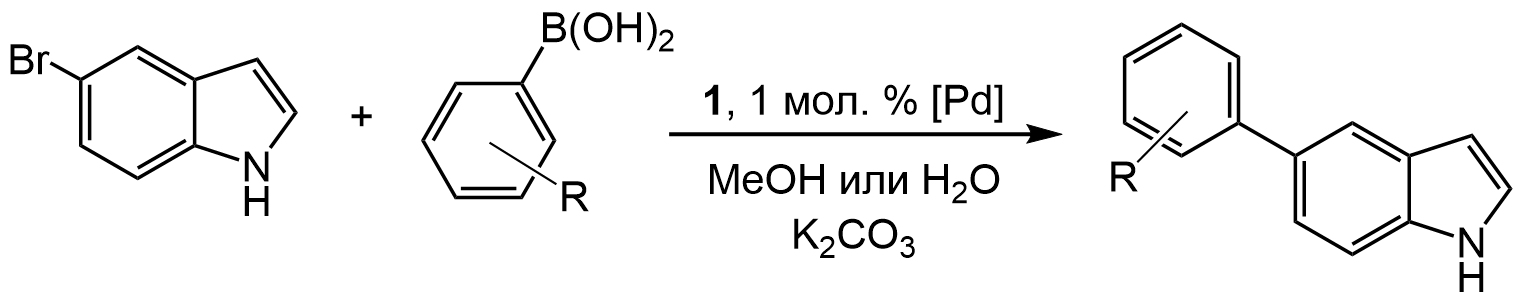 Br
N
H
+
B(OH)2
R
1, 1 мол. % [Pd]
MeOH или H2O
K2CO3
R
N
H